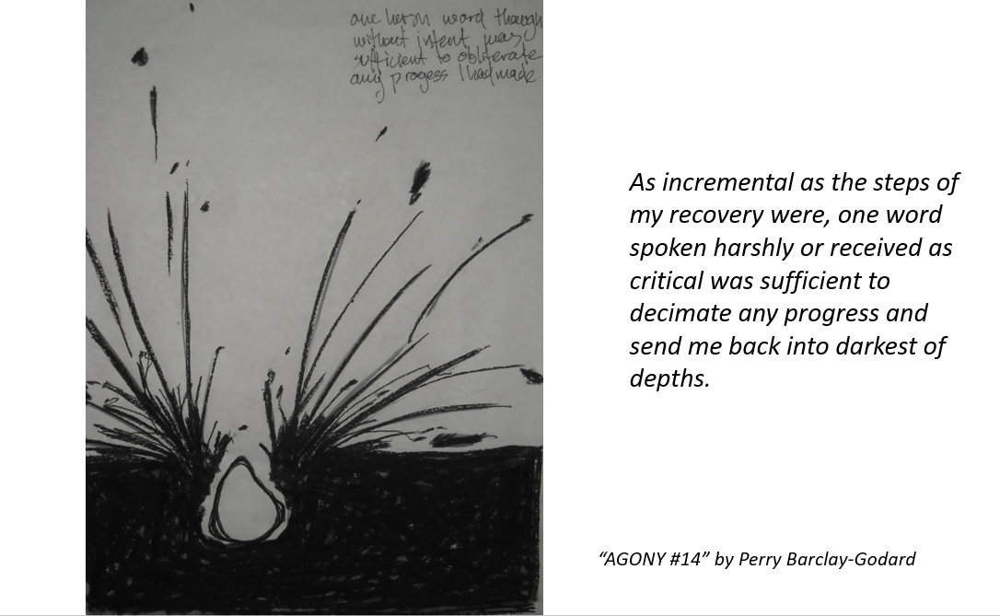 one harsh word though
without intent was
sufficient to obliterate
any progess I had made.
As incremental as the steps of
my recovery were, one word
spoken harshly or received as
critical was sufficient to
decimate any progress and
send me back into darkest of
depths.
“AGONY #14” by Perry Barclay-Godard